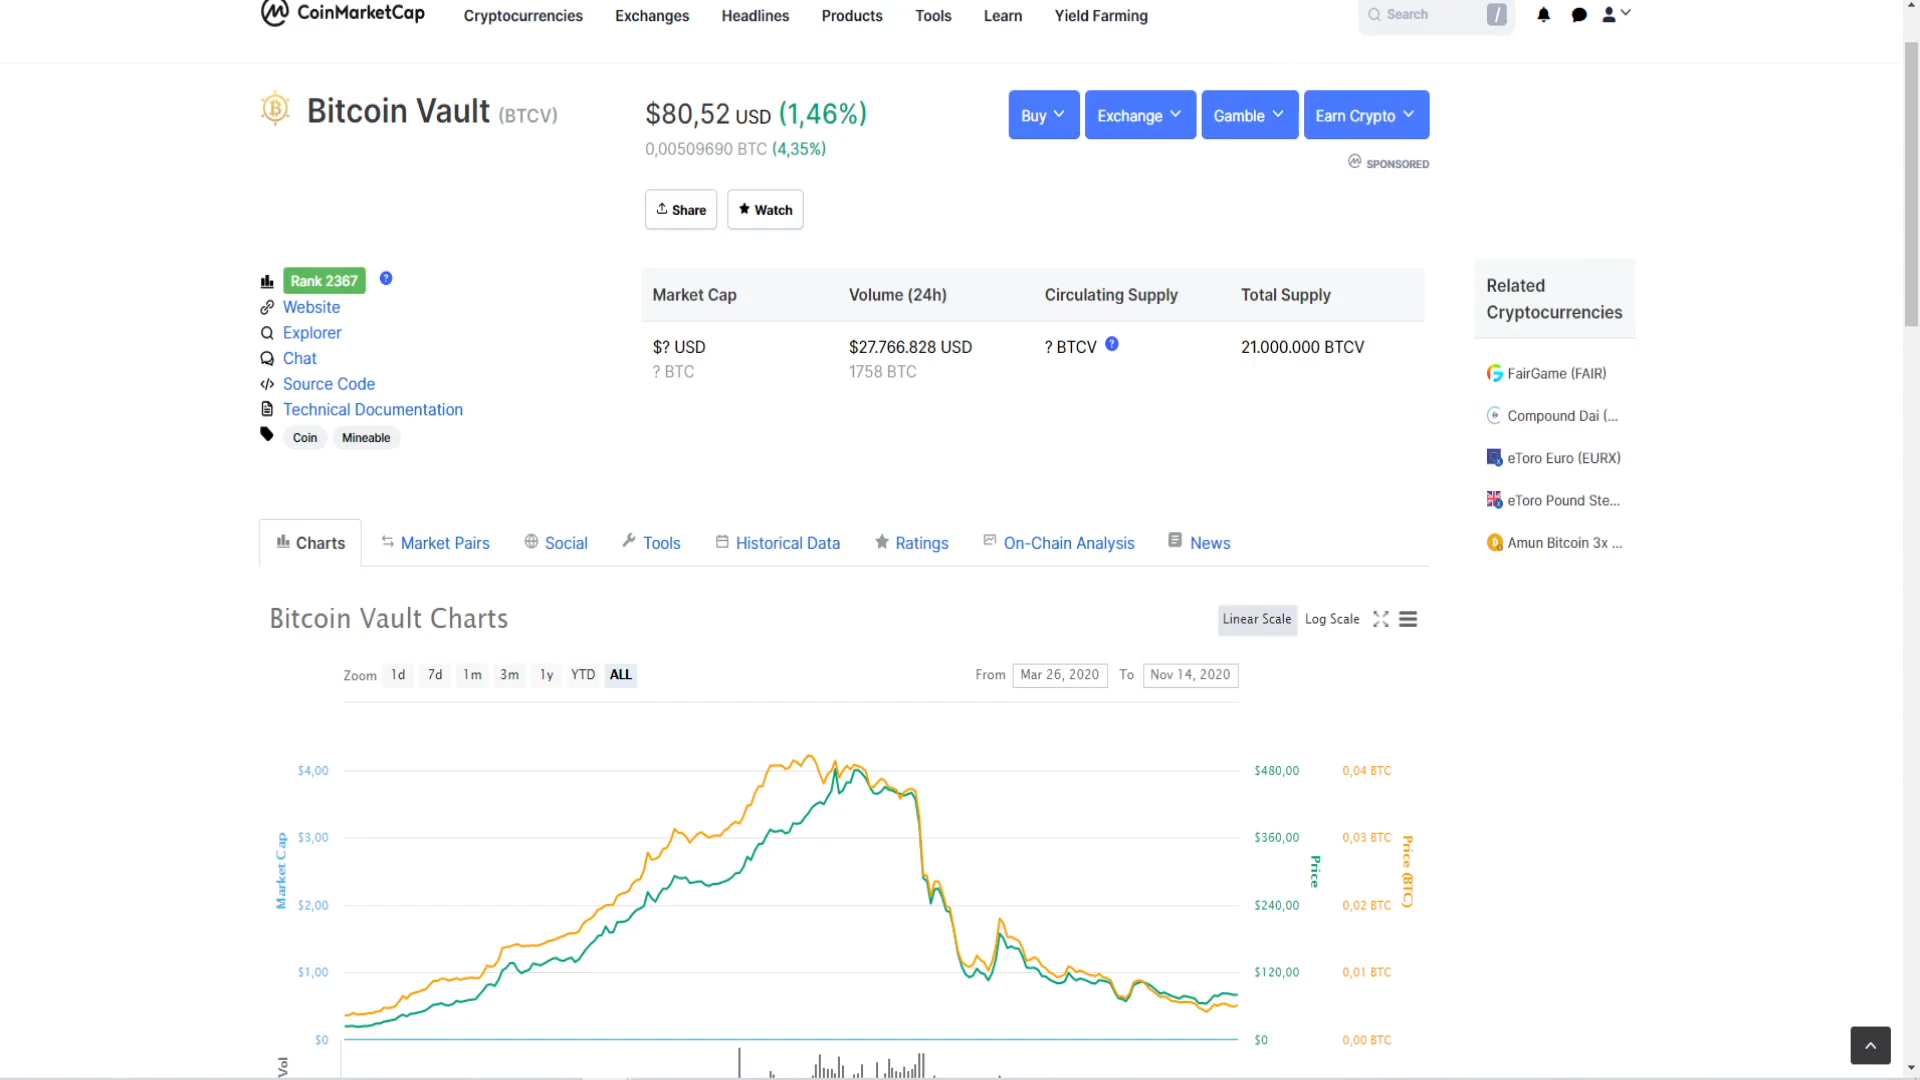 CoinMarketCap
Cryptocurrencies Exchanges Headlines Products Tools Learn Yield Farming
Search /
Bitcoin Vault (BTCV)
$80,52 USD (1,46%)
0,00509690 BTC (4,35%)
Buy Exchange Gamble Earn Crypto
SPONSORED
Share Watch
Rank 2367 ?
Website
Explorer
Chat
Source Code
Technical Documentation
Coin Mineable
Market Cap Volume (24h) Circulating Supply Total Supply
$? USD $27.766.828 USD ? BTCV ? 21.000.000 BTCV
? BTC 1758 BTC
Related
Cryptocurrencies
FairGame (FAIR)
Compound Dai (...
eToro Euro (EURX)
eToro Pound Ste...
Amun Bitcoin 3x ...
Charts Market Pairs Social Tools Historical Data Ratings On-Chain Analysis News
Bitcoin Vault Charts
Linear Scale Log Scale
Zoom 1d 7d 1m 3m 1y YTD ALL
From Mar 26, 2020 To Nov 14, 2020
$4,00 $480,00 0,04 BTC
$3,00 $360,00 0,03 BTC
$2,00 $240,00 0,02 BTC
$1,00 $120,00 0,01 BTC
$0 $0 0,00 BTC
Market Cap
Price
Price (BTC)
Vol